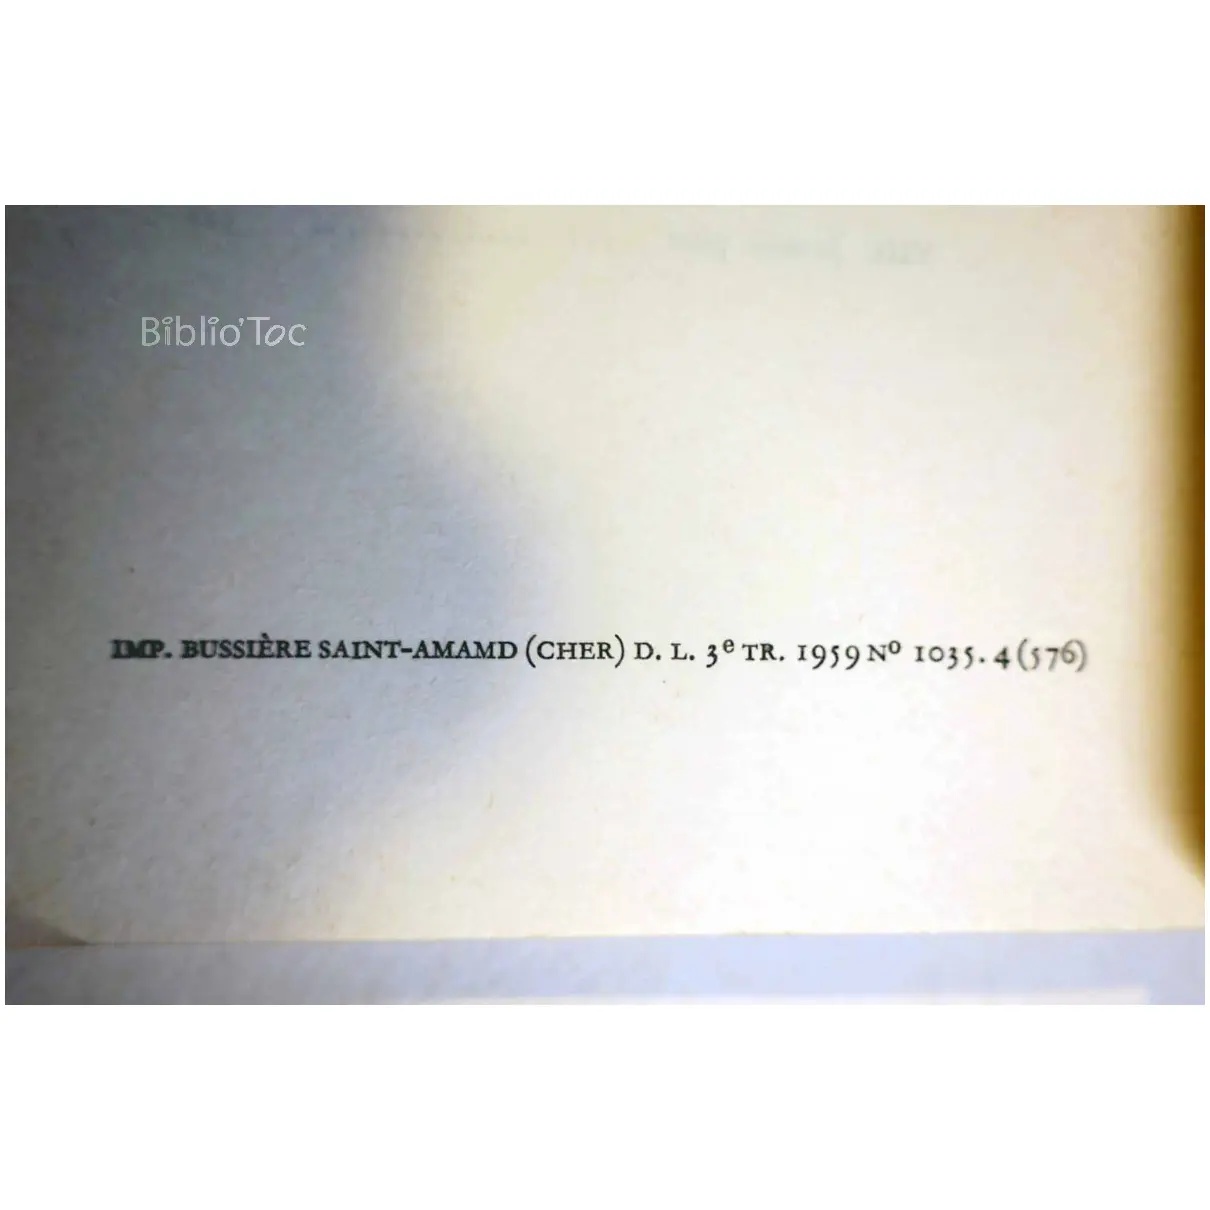 Biblio'Toc
IMP. BUSSIÈRE SAINT-AMAMD (CHER) D. L. 3e TR. 1959 Nº 1035. 4 (576)